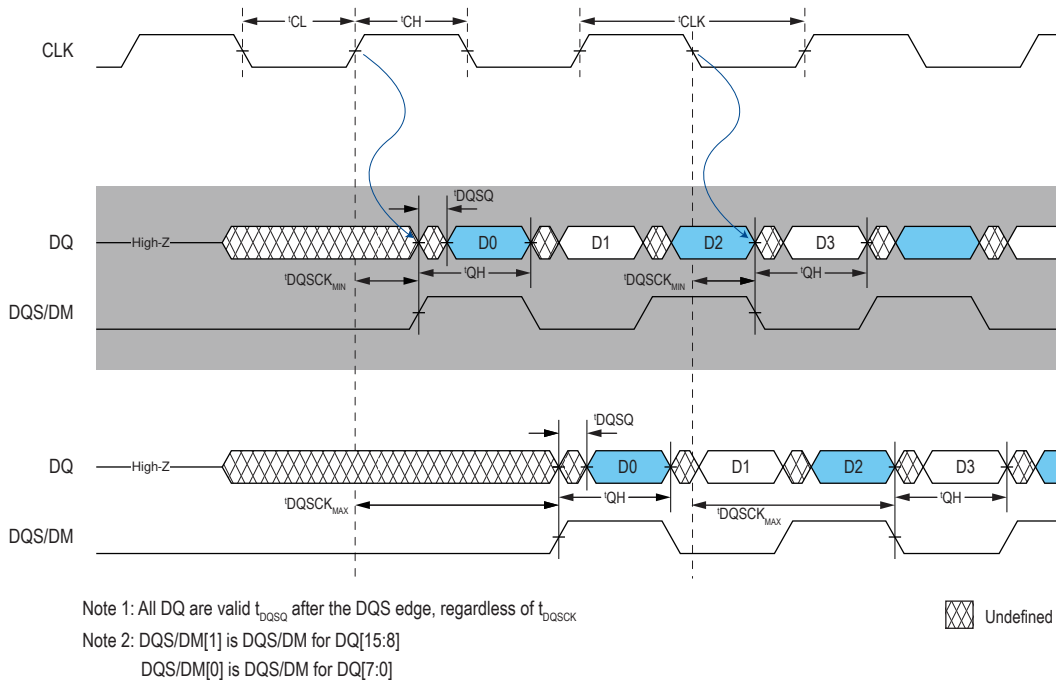 tCL
tCH
tCLK
CLK
tDQSQ
DQ
High-Z
D0
D1
D2
D3
tDQSCKMIN
tQH
tDQSCKMIN
tQH
DQS/DM
tDQSQ
DQ
High-Z
D0
D1
D2
D3
tDQSCKMAX
tQH
tDQSCKMAX
tQH
DQS/DM
Note 1: All DQ are valid tDQSQ after the DQS edge, regardless of tDQSCK
Undefined
Note 2: DQS/DM[1] is DQS/DM for DQ[15:8]
DQS/DM[0] is DQS/DM for DQ[7:0]